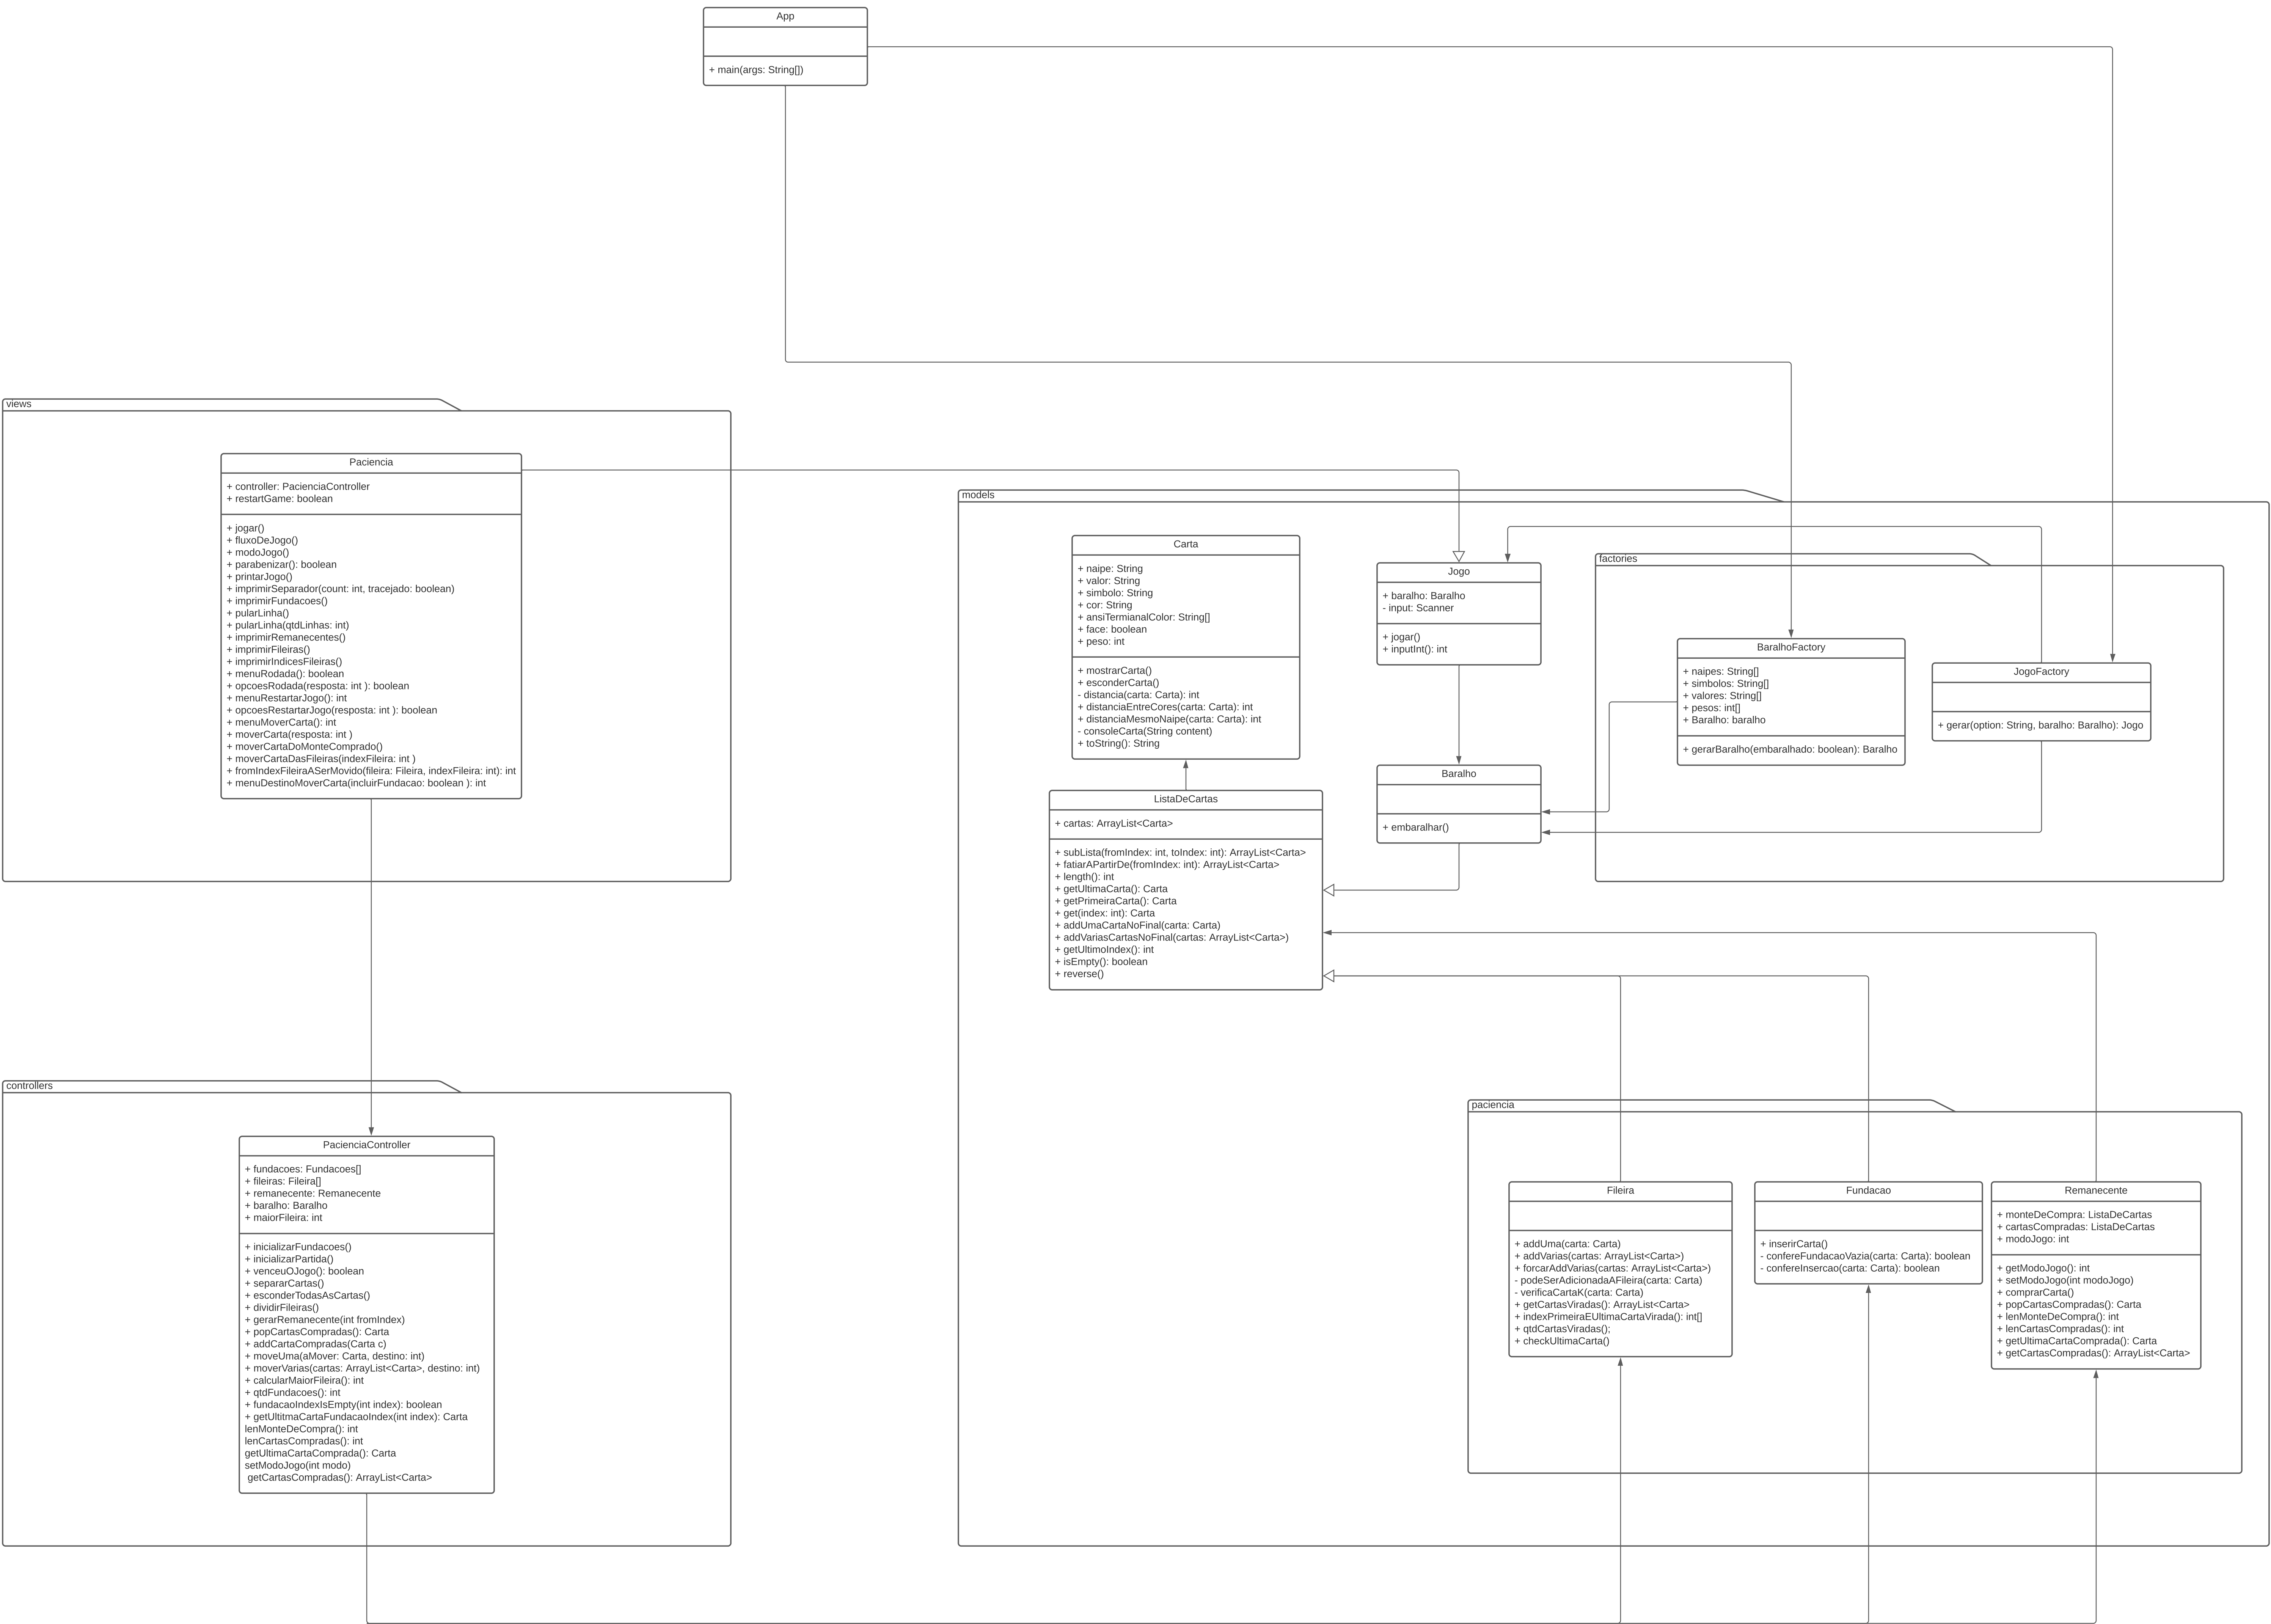 App
+ main(args: String[])
views
Paciencia
+ controller: PacienciaController
+ restartGame: boolean
+ jogar()
+ fluxoDeJogo()
+ modoJogo()
+ parabenizar(): boolean
+ printarJogo()
+ imprimirSeparador(count: int, tracejado: boolean)
+ imprimirFundacoes()
+ pularLinha()
+ pularLinha(qtdLinhas: int)
+ imprimirRemanecentes()
+ imprimirFileiras()
+ imprimirIndicesFileiras()
+ menuRodada(): boolean
+ opcoesRodada(resposta: int ): boolean
+ menuRestartarJogo(): int
+ opcoesRestartarJogo(resposta: int ): boolean
+ menuMoverCarta(): int
+ moverCarta(resposta: int )
+ moverCartaDoMonteComprado()
+ moverCartaDasFileiras(indexFileira: int )
+ fromIndexFileiraASerMovido(fileira: Fileira, indexFileira: int): int
+ menuDestinoMoverCarta(incluirFundacao: boolean ): int
models
Carta
+ naipe: String
+ valor: String
+ simbolo: String
+ cor: String
+ ansiTermianalColor: String[]
+ face: boolean
+ peso: int
+ mostrarCarta()
+ esconderCarta()
- distancia(carta: Carta): int
+ distanciaEntreCores(carta: Carta): int
+ distanciaMesmoNaipe(carta: Carta): int
- consoleCarta(String content)
+ toString(): String
Jogo
+ baralho: Baralho
- input: Scanner
+ jogar()
+ inputInt(): int
factories
BaralhoFactory
+ naipes: String[]
+ simbolos: String[]
+ valores: String[]
+ pesos: int[]
+ Baralho: baralho
+ gerarBaralho(embaralhado: boolean): Baralho
JogoFactory
+ gerar(option: String, baralho: Baralho): Jogo
Baralho
+ embaralhar()
ListaDeCartas
+ cartas: ArrayList<Carta>
+ subLista(fromIndex: int, toIndex: int): ArrayList<Carta>
+ fatiarAPartirDe(fromIndex: int): ArrayList<Carta>
+ length(): int
+ getUltimaCarta(): Carta
+ getPrimeiraCarta(): Carta
+ get(index: int): Carta
+ addUmaCartaNoFinal(carta: Carta)
+ addVariasCartasNoFinal(cartas: ArrayList<Carta>)
+ getUltimoIndex(): int
+ isEmpty(): boolean
+ reverse()
controllers
PacienciaController
+ fundacoes: Fundacoes[]
+ fileiras: Fileira[]
+ remanecente: Remanecente
+ baralho: Baralho
+ maiorFileira: int
+ inicializarFundacoes()
+ inicializarPartida()
+ venceuOJogo(): boolean
+ separarCartas()
+ esconderTodasAsCartas()
+ dividirFileiras()
+ gerarRemanecente(int fromIndex)
+ popCartasCompradas(): Carta
+ addCartaCompradas(Carta c)
+ moveUma(aMover: Carta, destino: int)
+ moverVarias(cartas: ArrayList<Carta>, destino: int)
+ calcularMaiorFileira(): int
+ qtdFundacoes(): int
+ fundacaoIndexIsEmpty(int index): boolean
+ getUltitmaCartaFundacaoIndex(int index): Carta
lenMonteDeCompra(): int
lenCartasCompradas(): int
getUltimaCartaComprada(): Carta
setModoJogo(int modo)
getCartasCompradas(): ArrayList<Carta>
paciencia
Fileira
+ addUma(carta: Carta)
+ addVarias(cartas: ArrayList<Carta>)
+ forcarAddVarias(cartas: ArrayList<Carta>)
- podeSerAdicionadaAFileira(carta: Carta)
- verificaCartaK(carta: Carta)
+ getCartasViradas(): ArrayList<Carta>
+ indexPrimeiraEUltimaCartaVirada(): int[]
+ qtdCartasViradas();
+ checkUltimaCarta()
Fundacao
+ inserirCarta()
- confereFundacaoVazia(carta: Carta): boolean
- confereInsercao(carta: Carta): boolean
Remanecente
+ monteDeCompra: ListaDeCartas
+ cartasCompradas: ListaDeCartas
+ modoJogo: int
+ getModoJogo(): int
+ setModoJogo(int modoJogo)
+ comprarCarta()
+ popCartasCompradas(): Carta
+ lenMonteDeCompra(): int
+ lenCartasCompradas(): int
+ getUltimaCartaComprada(): Carta
+ getCartasCompradas(): ArrayList<Carta>